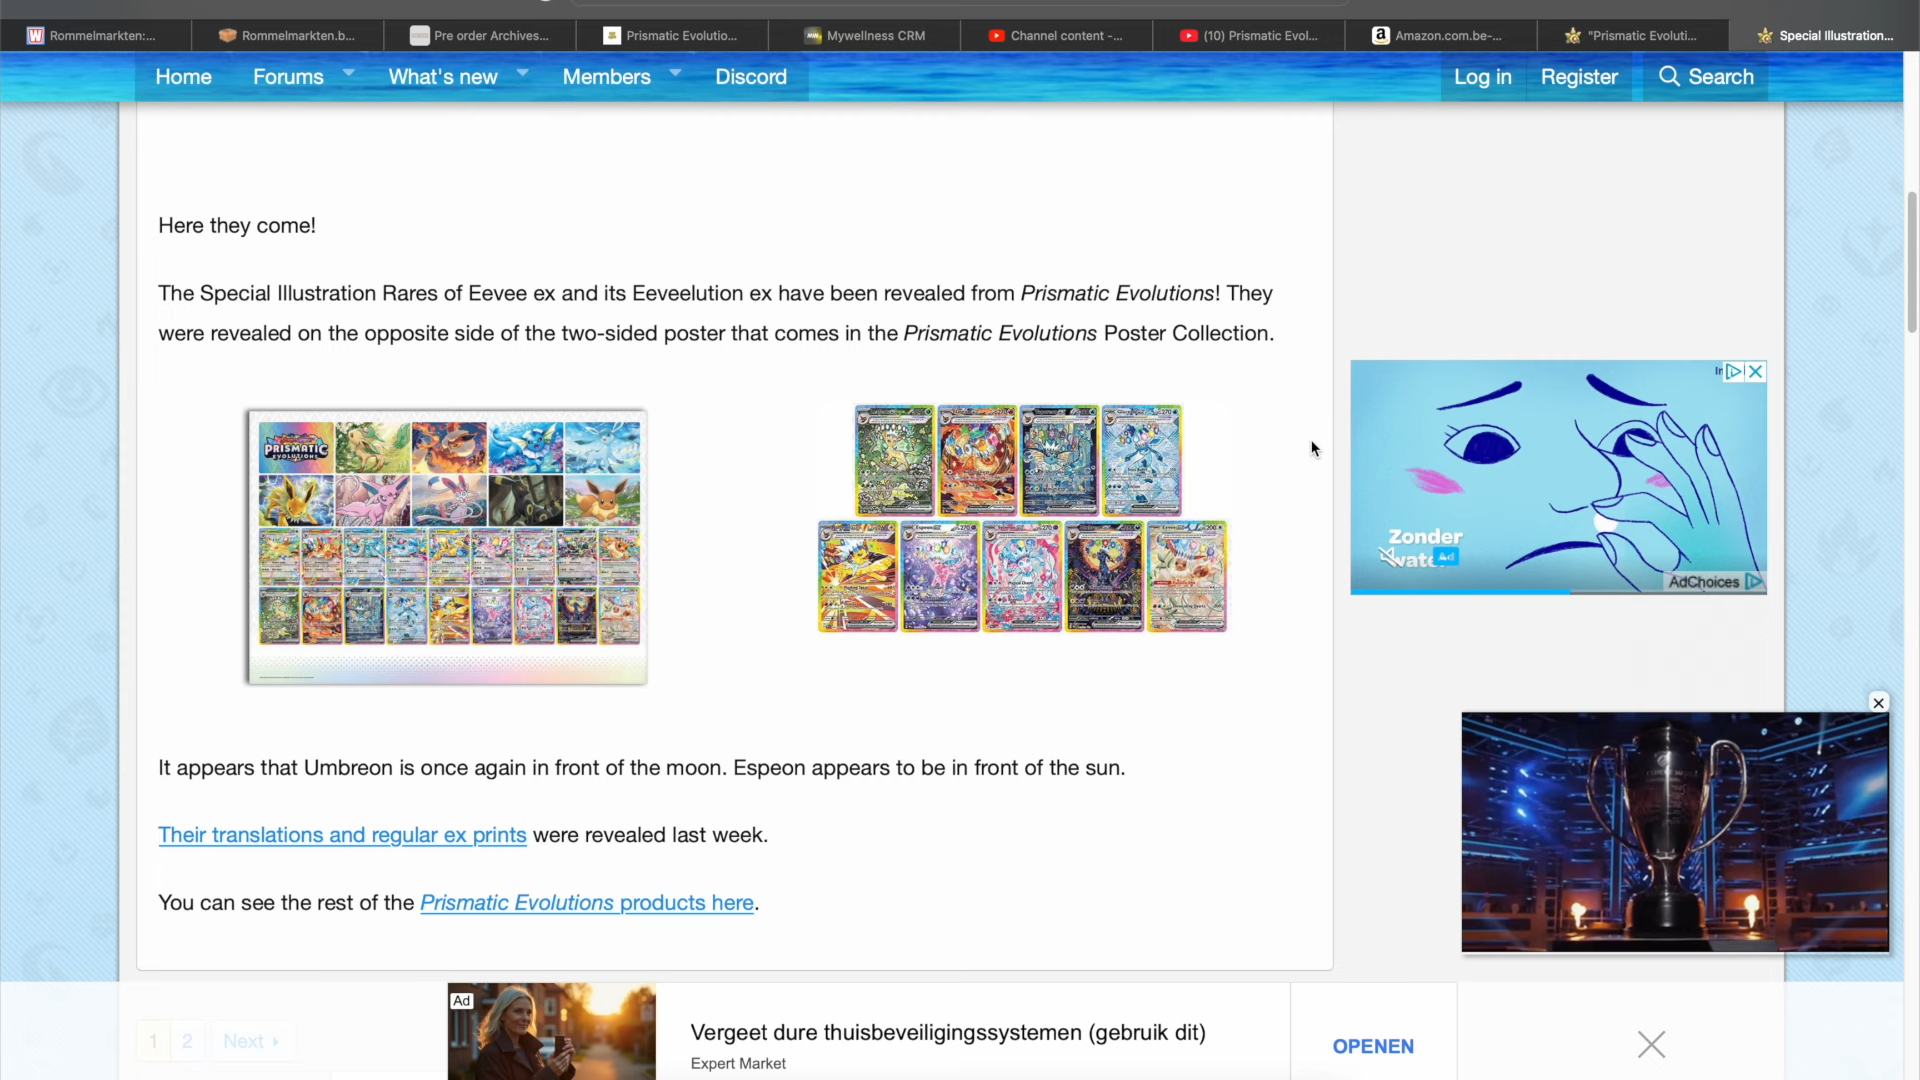 Rommelmarkten:...
Rommelmarkten.b...
Pre order Archives...
Prismatic Evolutio...
Mywellness CRM
Channel content -...
(10) Prismatic Evol...
Amazon.com.be-...
"Prismatic Evoluti...
Special Illustration...
Home
Forums
What's new
Members
Discord
Log in
Register
Search
Here they come!
The Special Illustration Rares of Eevee ex and its Eeveelution ex have been revealed from Prismatic Evolutions! They
were revealed on the opposite side of the two-sided poster that comes in the Prismatic Evolutions Poster Collection.
PRISMATIC
EVOLUTIONS
Zonder
Ad
AdChoices
It appears that Umbreon is once again in front of the moon. Espeon appears to be in front of the sun.
Their translations and regular ex prints were revealed last week.
You can see the rest of the Prismatic Evolutions products here.
1
2
Next
Ad
Vergeet dure thuisbeveiligingssystemen (gebruik dit)
Expert Market
OPENEN